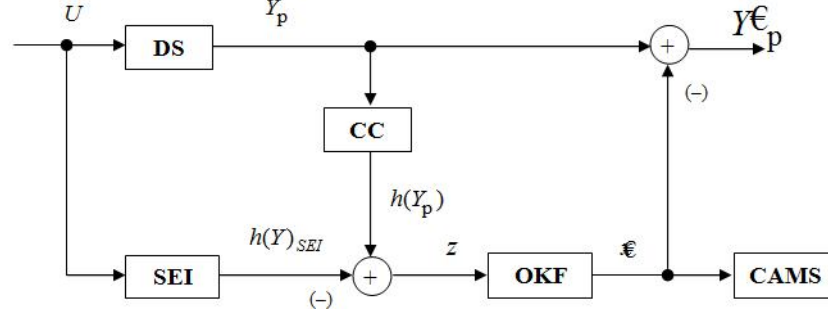 U
Y_p
DS
+
Y€_p
(–)
CC
h(Y_p)
h(Y)_SEI
SEI
(–)
+
z
OKF
x€
CAMS